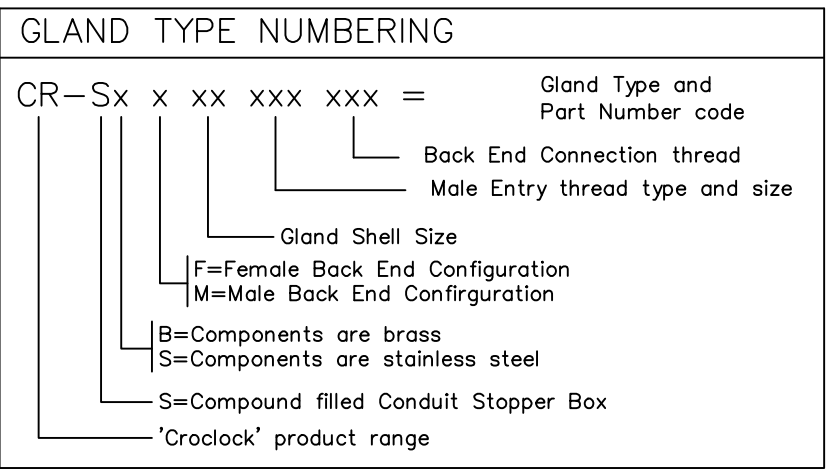 GLAND TYPE NUMBERING
CR-Sx x xx xxx xxx =
Gland Type and
Part Number code
Back End Connection thread
Male Entry thread type and size
Gland Shell Size
F=Female Back End Configuration
M=Male Back End Confirguration
B=Components are brass
S=Components are stainless steel
S=Compound filled Conduit Stopper Box
'Croclock' product range